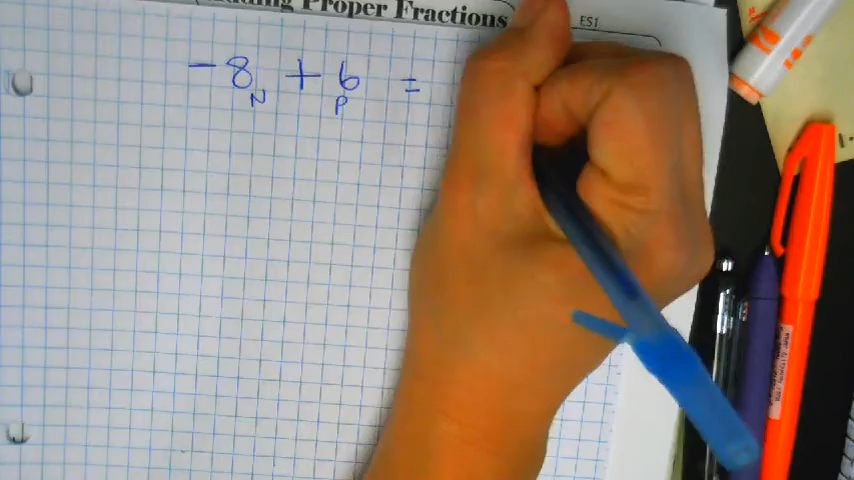 Proper Fractions
ES1
- 8 + 6 =
N P